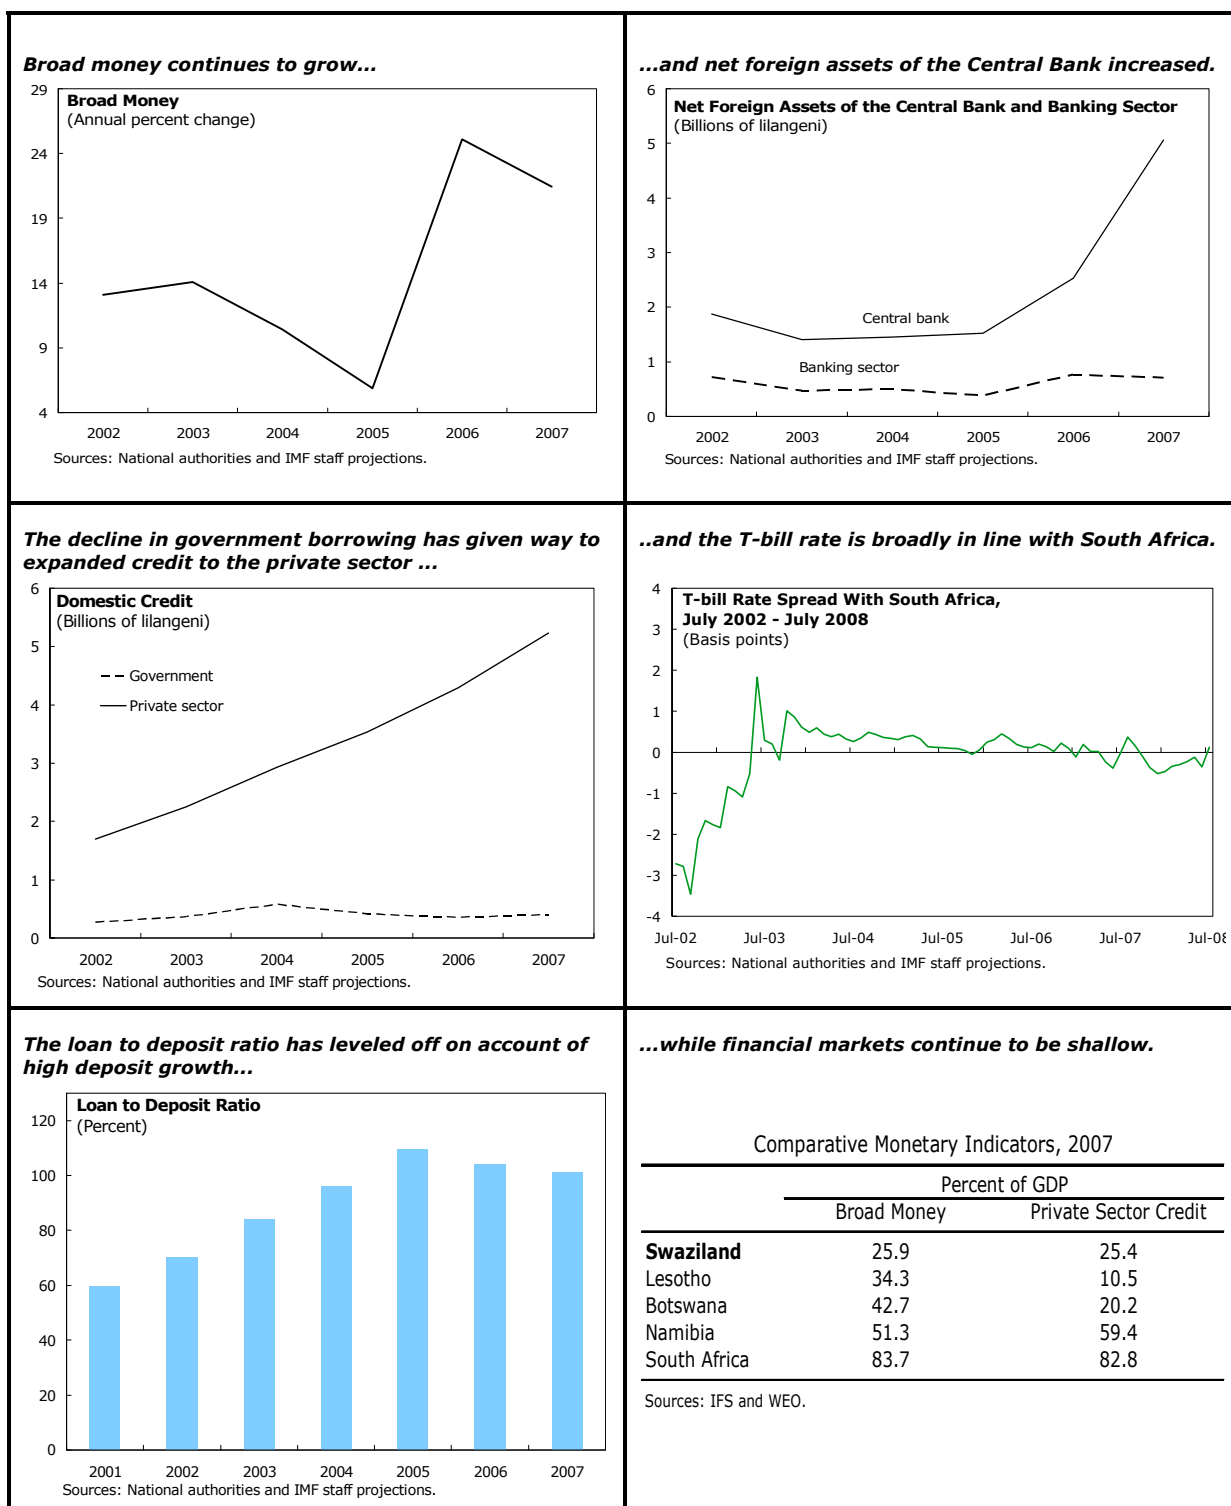 Broad money continues to grow...
29
24
19
14
9
4
Broad Money
(Annual percent change)
2002 2003 2004 2005 2006 2007
Sources: National authorities and IMF staff projections.
...and net foreign assets of the Central Bank increased.
6
5
4
3
2
1
0
Net Foreign Assets of the Central Bank and Banking Sector
(Billions of lilangeni)
Central bank
Banking sector
2002 2003 2004 2005 2006 2007
Sources: National authorities and IMF staff projections.
The decline in government borrowing has given way to
expanded credit to the private sector ...
6
5
4
3
2
1
0
Domestic Credit
(Billions of lilangeni)
Government
Private sector
2002 2003 2004 2005 2006 2007
Sources: National authorities and IMF staff projections.
..and the T-bill rate is broadly in line with South Africa.
4
3
2
1
0
-1
-2
-3
-4
T-bill Rate Spread With South Africa,
July 2002 - July 2008
(Basis points)
Jul-02 Jul-03 Jul-04 Jul-05 Jul-06 Jul-07 Jul-08
Sources: National authorities and IMF staff projections.
The loan to deposit ratio has leveled off on account of
high deposit growth...
120
100
80
60
40
20
0
Loan to Deposit Ratio
(Percent)
2001 2002 2003 2004 2005 2006 2007
Sources: National authorities and IMF staff projections.
...while financial markets continue to be shallow.
Comparative Monetary Indicators, 2007
Percent of GDP
Broad Money Private Sector Credit
Swaziland 25.9 25.4
Lesotho 34.3 10.5
Botswana 42.7 20.2
Namibia 51.3 59.4
South Africa 83.7 82.8
Sources: IFS and WEO.